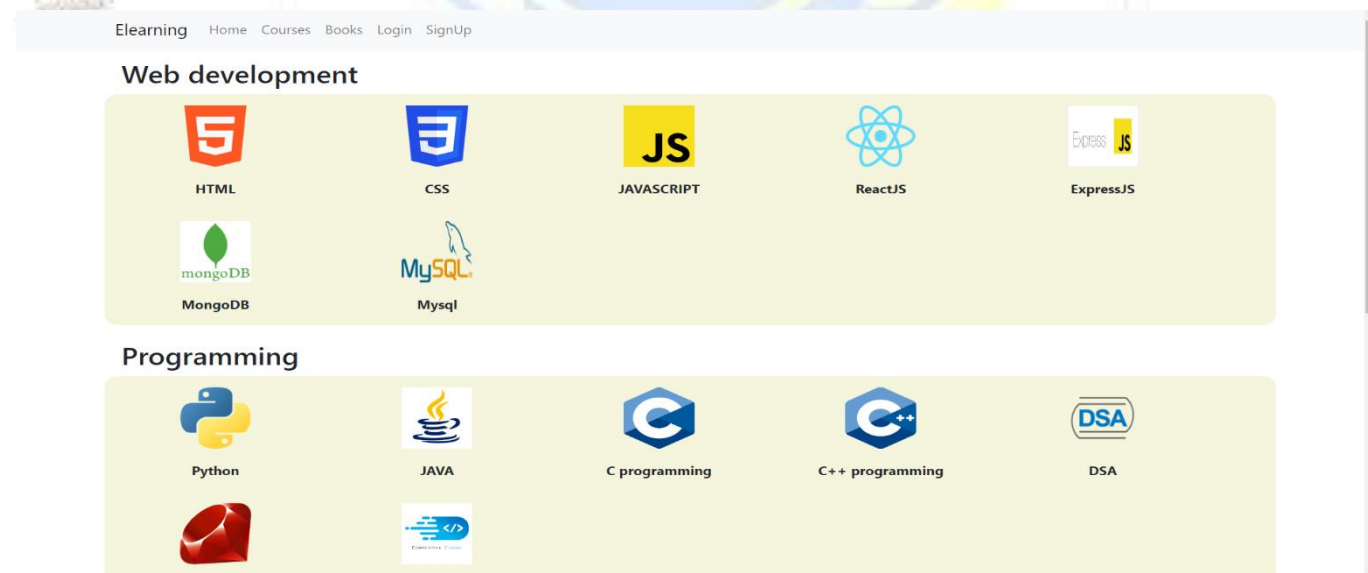 Elearning Home Courses Books Login SignUp
Web development
JS
Express JS
HTML CSS JAVASCRIPT ReactJS ExpressJS
mongoDB
MySQL
MongoDB Mysql
Programming
C C++ DSA
Python JAVA C programming C++ programming DSA
</>